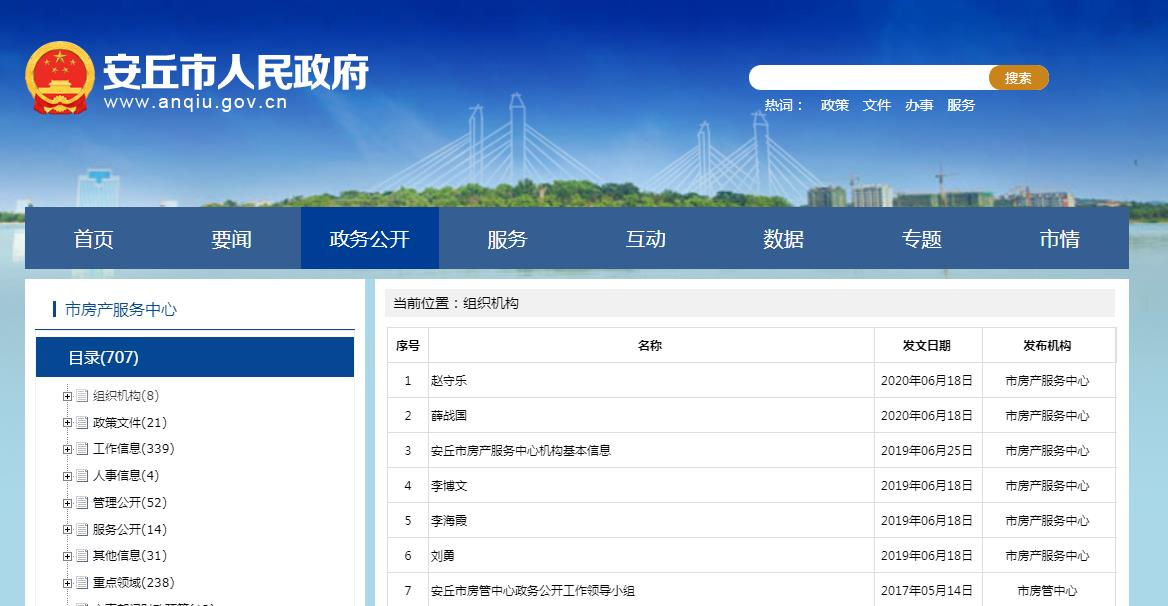 安丘市人民政府
www.anqiu.gov.cn
搜索
热词： 政策 文件 办事 服务
首页 要闻 政务公开 服务 互动 数据 专题 市情
市房产服务中心
目录(707)
组织机构(8)
政策文件(21)
工作信息(339)
人事信息(4)
管理公开(52)
服务公开(14)
其他信息(31)
重点领域(238)
当前位置：组织机构
序号 名称 发文日期 发布机构
1 赵守乐 2020年06月18日 市房产服务中心
2 薛战国 2020年06月18日 市房产服务中心
3 安丘市房产服务中心机构基本信息 2019年06月25日 市房产服务中心
4 李博文 2019年06月18日 市房产服务中心
5 李海霞 2019年06月18日 市房产服务中心
6 刘勇 2019年06月18日 市房产服务中心
7 安丘市房管中心政务公开工作领导小组 2017年05月14日 市房管中心